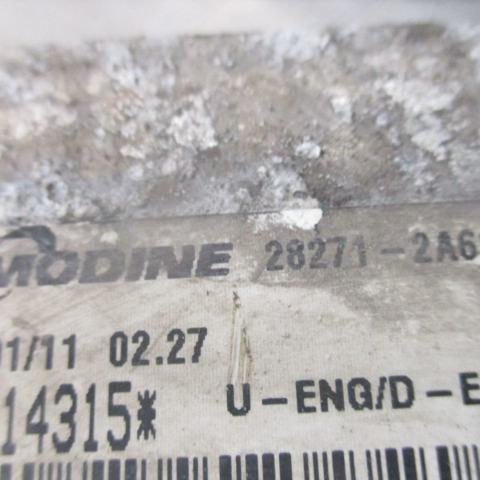 MODINE 28271-2A6
01/11 02.27
14315* U-ENG/D-E